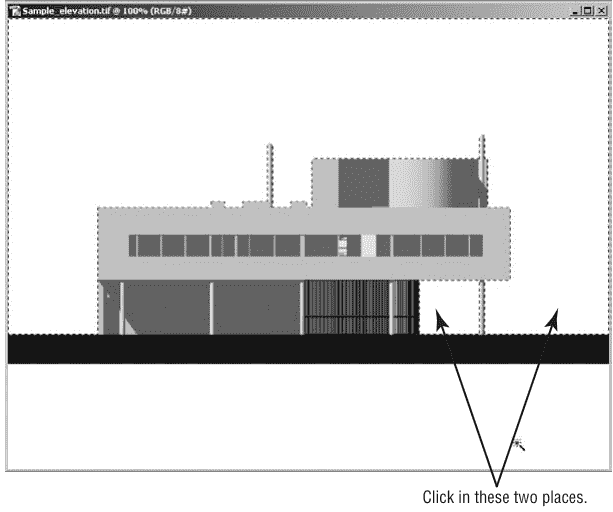 Sample_elevation.tif @ 100% (RGB/8#)
Click in these two places.